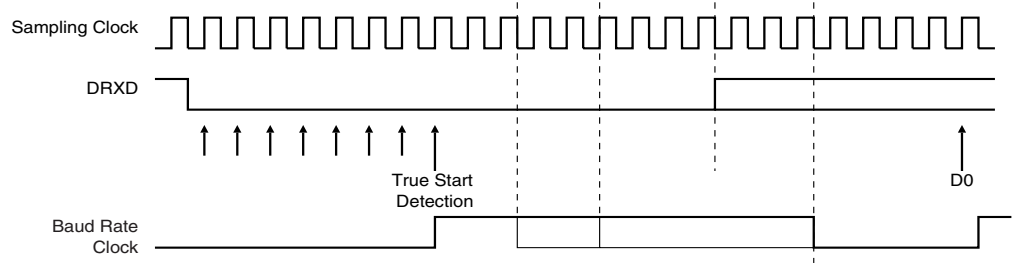 Sampling Clock
DRXD
True Start
Detection
D0
Baud Rate
Clock